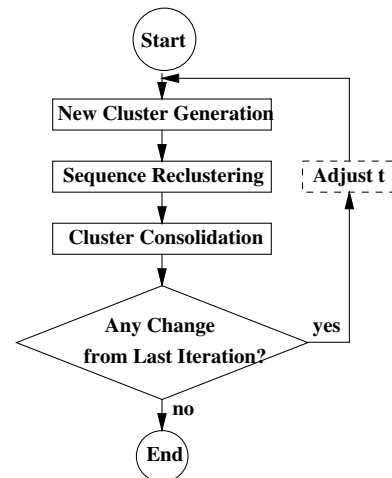 Start
New Cluster Generation
Sequence Reclustering
Adjust t
Cluster Consolidation
Any Change
from Last Iteration?
yes
no
End